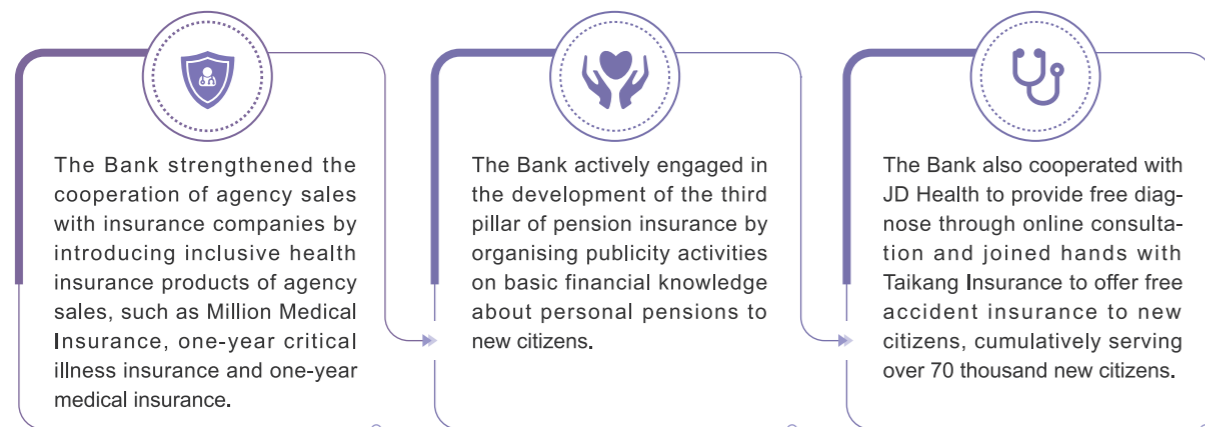 The Bank strengthened the
cooperation of agency sales
with insurance companies by
introducing inclusive health
insurance products of agency
sales, such as Million Medical
Insurance, one-year critical
illness insurance and one-year
medical insurance.
The Bank actively engaged in
the development of the third
pillar of pension insurance by
organising publicity activities
on basic financial knowledge
about personal pensions to
new citizens.
The Bank also cooperated with
JD Health to provide free diag-
nose through online consulta-
tion and joined hands with
Taikang Insurance to offer free
accident insurance to new
citizens, cumulatively serving
over 70 thousand new citizens.